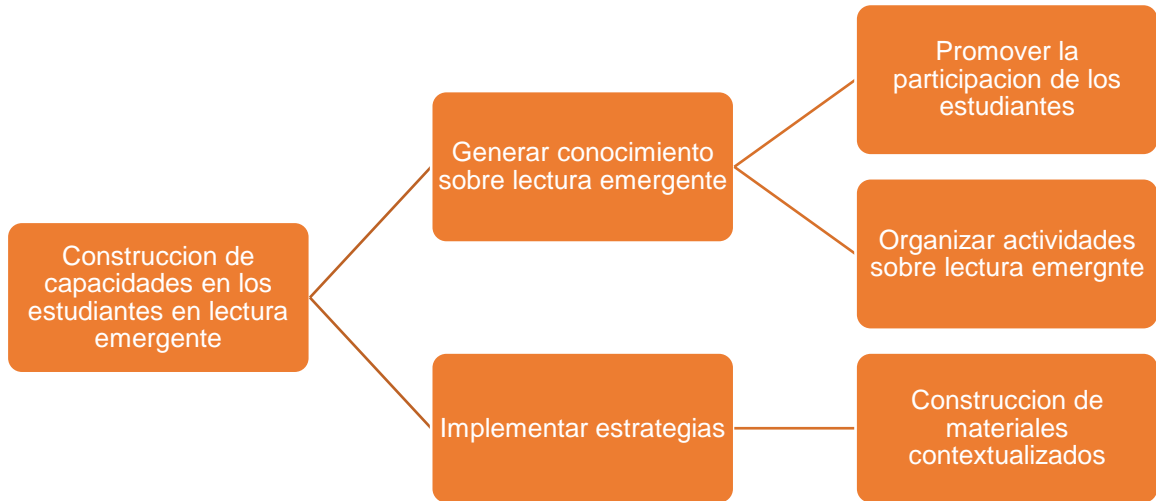 Construccion de
capacidades en los
estudiantes en lectura
emergente
Generar conocimiento
sobre lectura emergente
Promover la
participacion de los
estudiantes
Organizar actividades
sobre lectura emergnte
Implementar estrategias
Construccion de
materiales
contextualizados